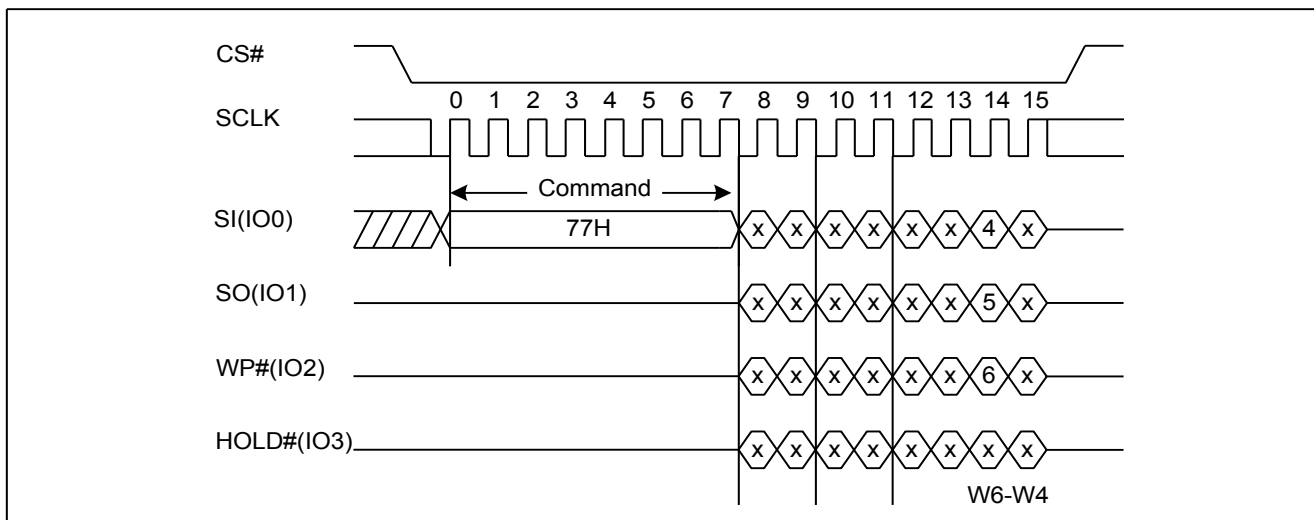 CS#
0 1 2 3 4 5 6 7 8 9 10 11 12 13 14 15
SCLK
Command
SI(IO0)
77H
x x x x x x 4 x
SO(IO1)
x x x x x x 5 x
WP#(IO2)
x x x x x x 6 x
HOLD#(IO3)
x x x x x x x x
W6-W4